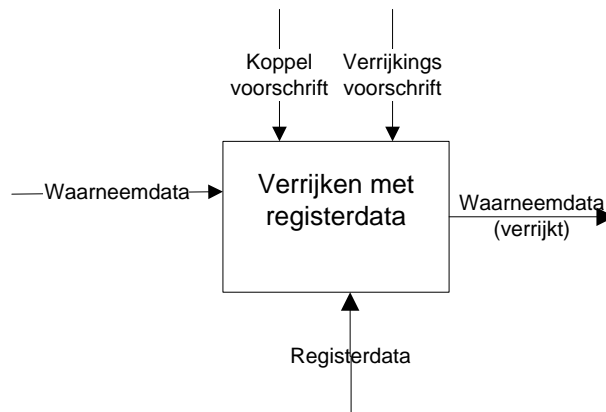 Koppel
voorschrift
Verrijkings
voorschrift
Waarneemdata
Verrijken met
registerdata
Waarneemdata
(verrijkt)
Registerdata